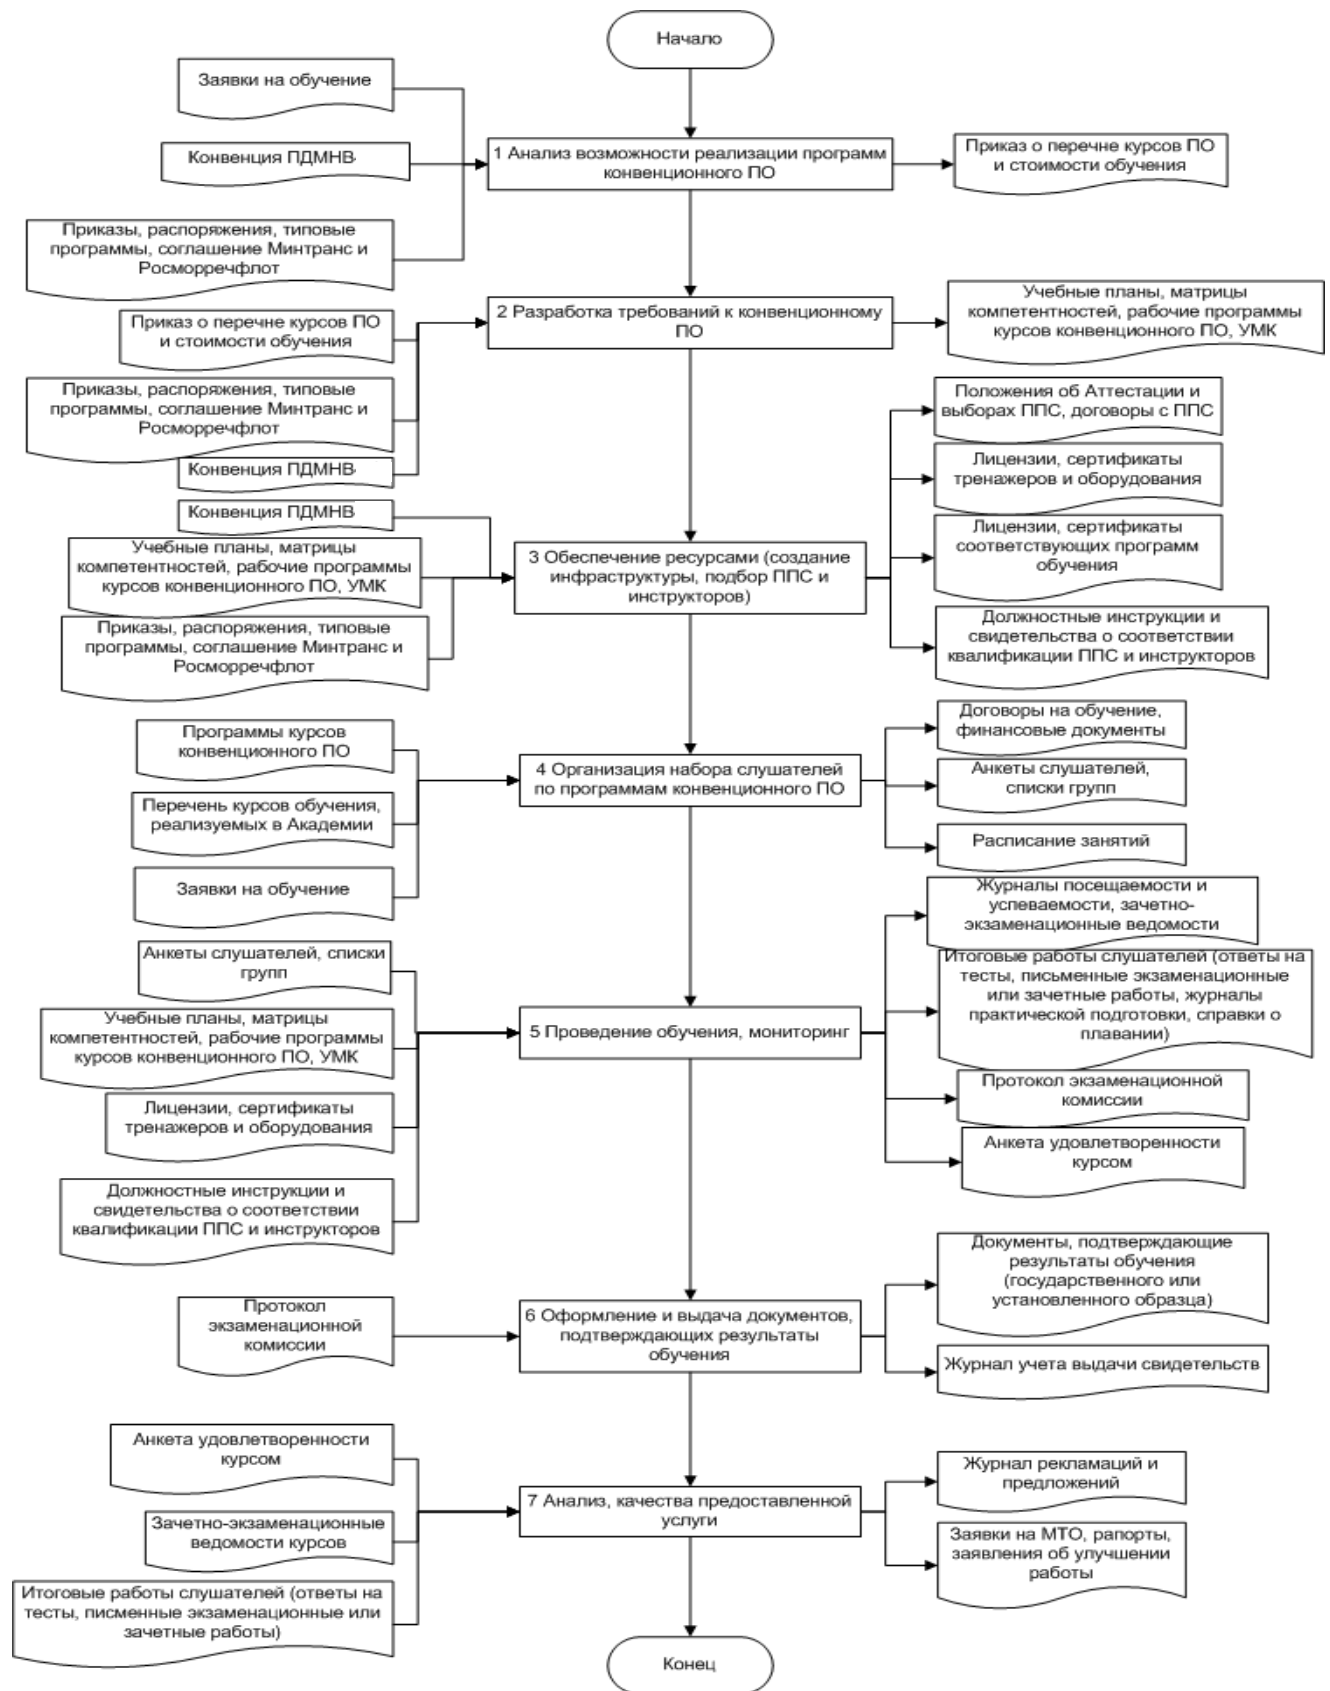 Начало
Заявки на обучение
Конвенция ПДМНВ
Приказы, распоряжения, типовые
программы, соглашение Минтранс и
Росморречфлот
1 Анализ возможности реализации программ
конвенционного ПО
Приказ о перечне курсов ПО
и стоимости обучения
Приказ о перечне курсов ПО
и стоимости обучения
Приказы, распоряжения, типовые
программы, соглашение Минтранс и
Росморречфлот
Конвенция ПДМНВ
2 Разработка требований к конвенционному
ПО
Учебные планы, матрицы
компетентностей, рабочие программы
курсов конвенционного ПО, УМК
Конвенция ПДМНВ
Учебные планы, матрицы
компетентностей, рабочие программы
курсов конвенционного ПО, УМК
Приказы, распоряжения, типовые
программы, соглашение Минтранс и
Росморречфлот
3 Обеспечение ресурсами (создание
инфраструктуры, подбор ППС и
инструкторов)
Положения об Аттестации и
выборах ППС, договоры с ППС
Лицензии, сертификаты
тренажеров и оборудования
Лицензии, сертификаты
соответствующих программ
обучения
Должностные инструкции и
свидетельства о соответствии
квалификации ППС и инструкторов
Программы курсов
конвенционного ПО
Перечень курсов обучения,
реализуемых в Академии
Заявки на обучение
4 Организация набора слушателей
по программам конвенционного ПО
Договоры на обучение,
финансовые документы
Анкеты слушателей,
списки групп
Расписание занятий
Анкеты слушателей, списки
групп
Учебные планы, матрицы
компетентностей, рабочие программы
курсов конвенционного ПО, УМК
Лицензии, сертификаты
тренажеров и оборудования
Должностные инструкции и
свидетельства о соответствии
квалификации ППС и инструкторов
5 Проведение обучения, мониторинг
Журналы посещаемости и
успеваемости, зачетно-
экзаменационные ведомости
Итоговые работы слушателей (ответы на
тесты, письменные экзаменационные
или зачетные работы, журналы
практической подготовки, справки о
плавании)
Протокол экзаменационной
комиссии
Анкета удовлетворенности
курсом
Протокол
экзаменационной
комиссии
6 Оформление и выдача документов,
подтверждающих результаты
обучения
Документы, подтверждающие
результаты обучения
(государственного или
установленного образца)
Журнал учета выдачи свидетельств
Анкета удовлетворенности
курсом
Зачетно-экзаменационные
ведомости курсов
Итоговые работы слушателей (ответы на
тесты, писменные экзаменационные или
зачетные работы)
7 Анализ, качества предоставленной
услуги
Журнал рекламаций и
предложений
Заявки на МТО, рапорты,
заявления об улучшении
работы
Конец